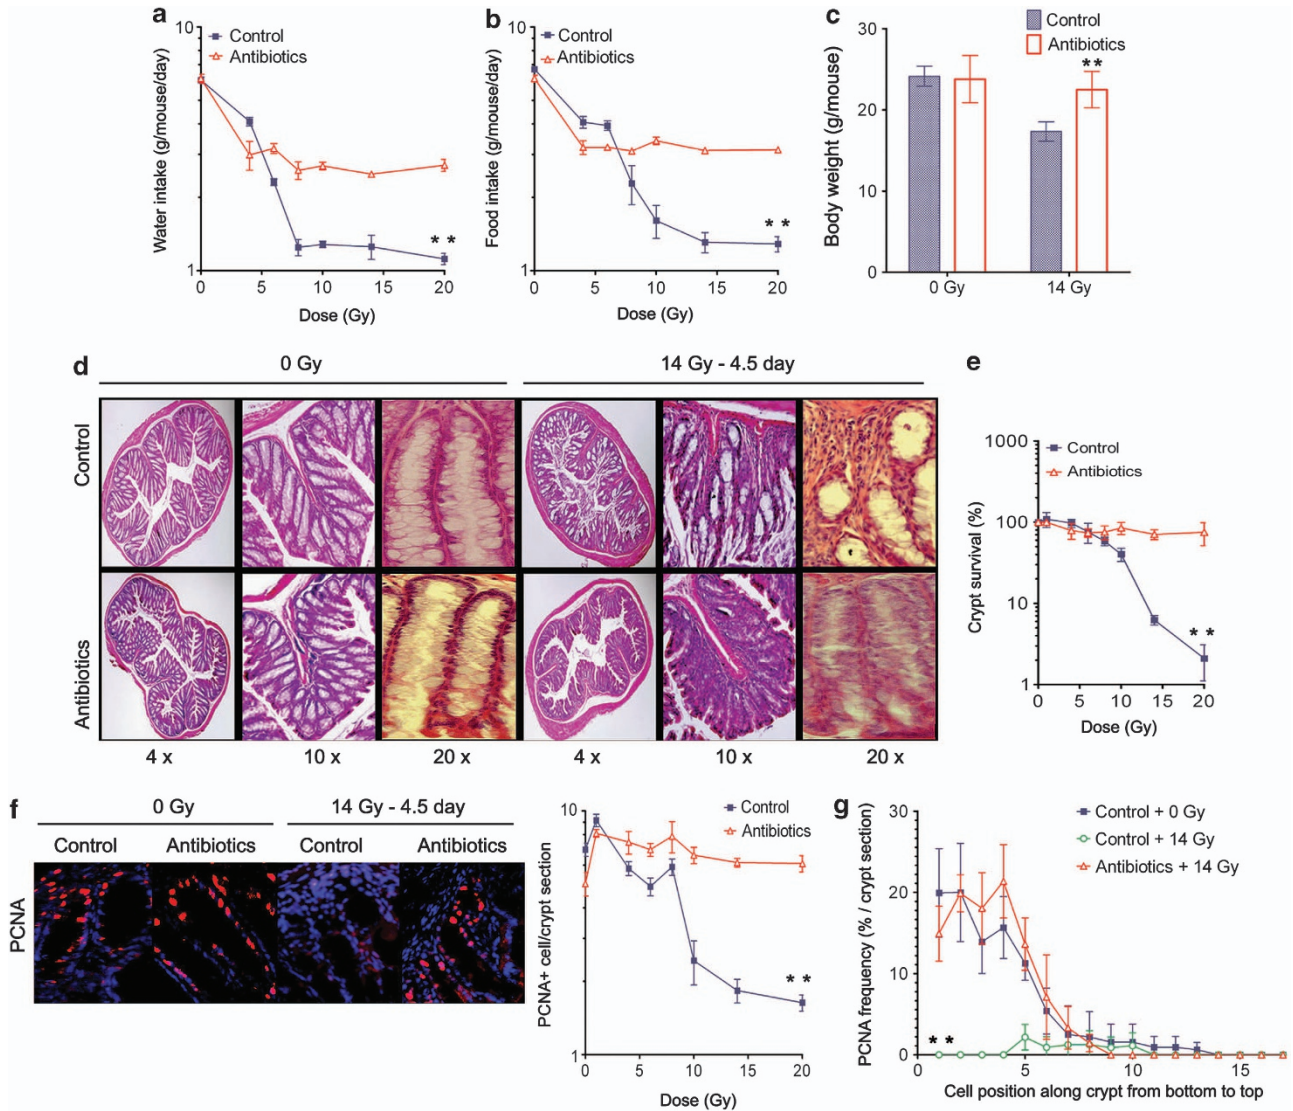 a
10
Control
Antibiotics
Water intake (g/mouse/day)
* *
1
0 5 10 15 20
Dose (Gy)
b
10
Control
Antibiotics
Food intake (g/mouse/day)
* *
1
0 5 10 15 20
Dose (Gy)
c
Control
Antibiotics
30
20
10
0
Body weight (g/mouse)
**
0 Gy 14 Gy
d
0 Gy 14 Gy - 4.5 day
Control
Antibiotics
4 x 10 x 20 x 4 x 10 x 20 x
e
1000
100
10
1
Control
Antibiotics
Crypt survival (%)
* *
0 5 10 15 20
Dose (Gy)
f
0 Gy 14 Gy - 4.5 day
Control Antibiotics Control Antibiotics
PCNA
10
Control
Antibiotics
PCNA+ cell/crypt section
* *
1
0 5 10 15 20
Dose (Gy)
g
30
20
10
0
Control + 0 Gy
Control + 14 Gy
Antibiotics + 14 Gy
PCNA frequency (% / crypt section)
* *
0 5 10 15
Cell position along crypt from bottom to top